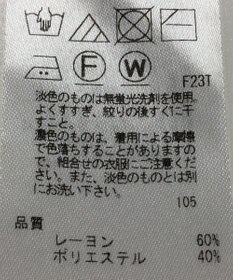 F W
F23T
淡色のものは無蛍光洗剤を使用
よくすすぎ、絞りの後すぐに干
すこと。
濃色のものは、着用による摩擦
で色落ちすることがありますの
で、組合せの衣服にご注意くだ
さい。また、淡色のものとは別
にお洗い下さい。
105
品質
レーヨン 60%
ポリエステル 40%